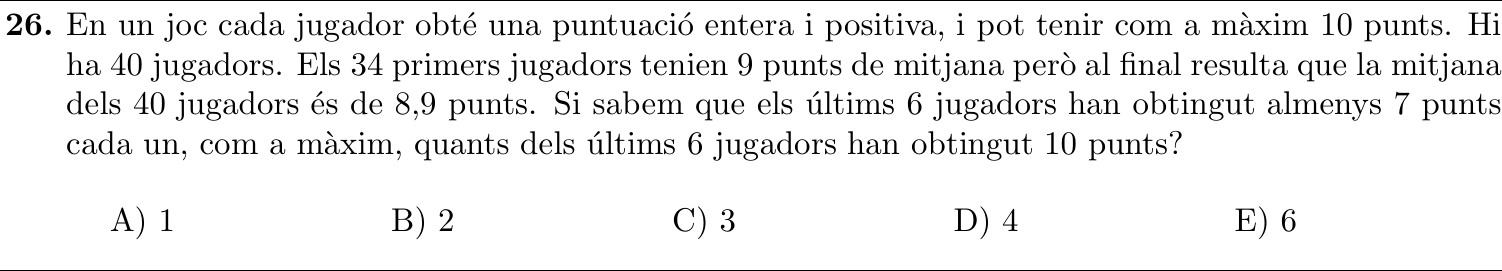 26. En un joc cada jugador obté una puntuació entera i positiva, i pot tenir com a màxim 10 punts. Hi
ha 40 jugadors. Els 34 primers jugadors tenien 9 punts de mitjana però al final resulta que la mitjana
dels 40 jugadors és de 8,9 punts. Si sabem que els últims 6 jugadors han obtingut almenys 7 punts
cada un, com a màxim, quants dels últims 6 jugadors han obtingut 10 punts?
A) 1 B) 2 C) 3 D) 4 E) 6